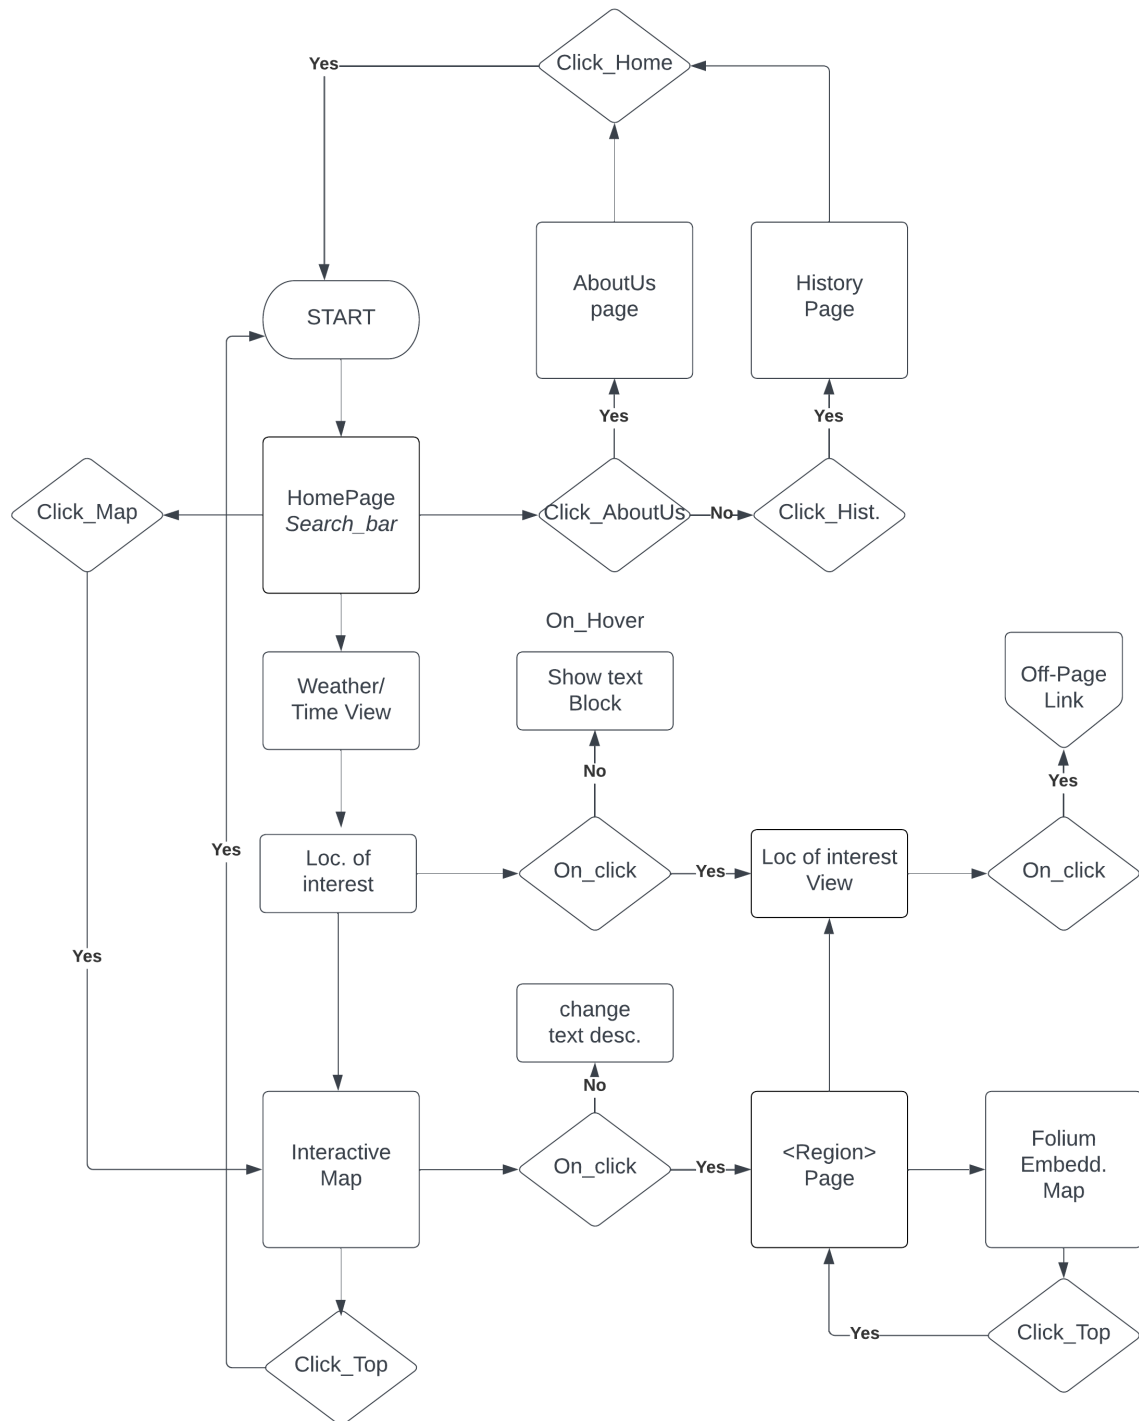 Click_Home
Yes
AboutUs
page
History
Page
START
Yes
Yes
HomePage
Search_bar
Click_Map
Click_AboutUs
No
Click_Hist.
On_Hover
Show text
Block
Off-Page
Link
Weather/
Time View
No
Yes
Yes
Loc. of
interest
On_click
Yes
Loc of interest
View
On_click
Yes
change
text desc.
No
Interactive
Map
On_click
Yes
<Region>
Page
Folium
Embedd.
Map
Click_Top
Yes
Click_Top